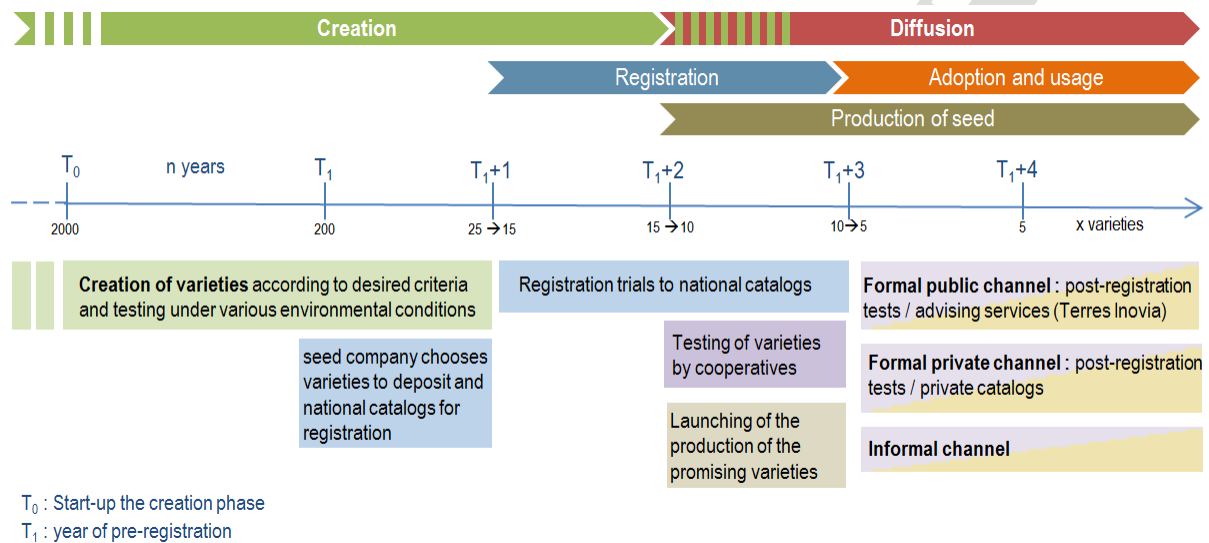 Creation
Diffusion
Registration
Adoption and usage
Production of seed
T0
n years
T1
T1+1
T1+2
T1+3
T1+4
2000
200
25 → 15
15 → 10
10 → 5
5
x varieties
Creation of varieties according to desired criteria
and testing under various environmental conditions
Registration trials to national catalogs
Formal public channel : post-registration
tests / advising services (Terres Inovia)
seed company chooses
varieties to deposit and
national catalogs for
registration
Testing of varieties
by cooperatives
Formal private channel : post-registration
tests / private catalogs
Launching of the
production of the
promising varieties
Informal channel
T0 : Start-up the creation phase
T1 : year of pre-registration